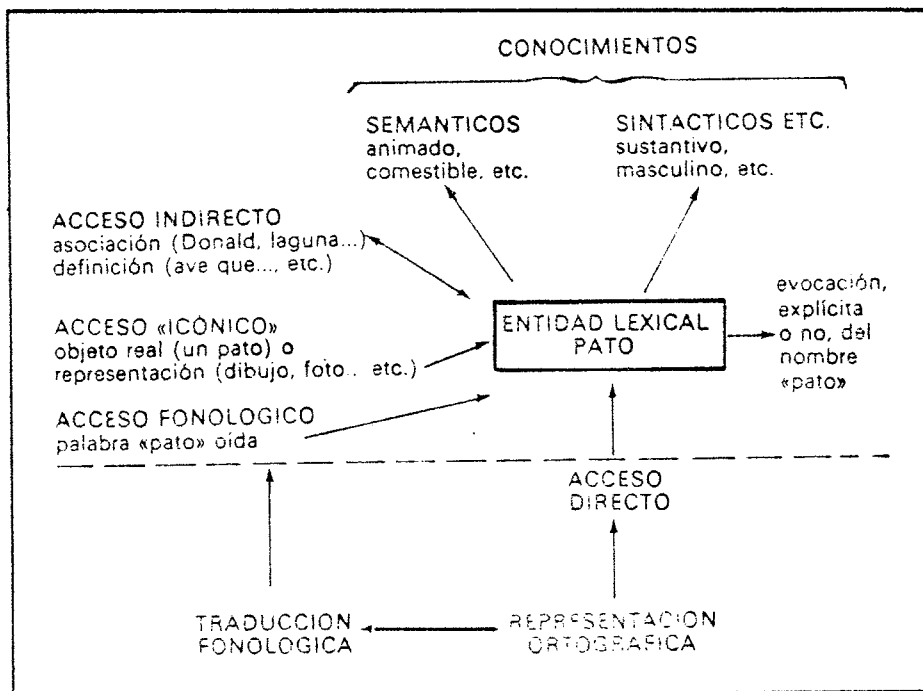 CONOCIMIENTOS
SEMANTICOS
animado,
comestible, etc.
SINTACTICOS ETC.
sustantivo,
masculino, etc.
ACCESO INDIRECTO
asociación (Donald, laguna...)
definición (ave que..., etc.)
ACCESO «ICÓNICO»
objeto real (un pato) o
representación (dibujo, foto.. etc.)
ACCESO FONOLOGICO
palabra «pato» oída
ENTIDAD LEXICAL
PATO
evocación,
explícita
o no, del
nombre
«pato»
ACCESO
DIRECTO
TRADUCCION
FONOLOGICA
REPRESENTACION
ORTOGRAFICA